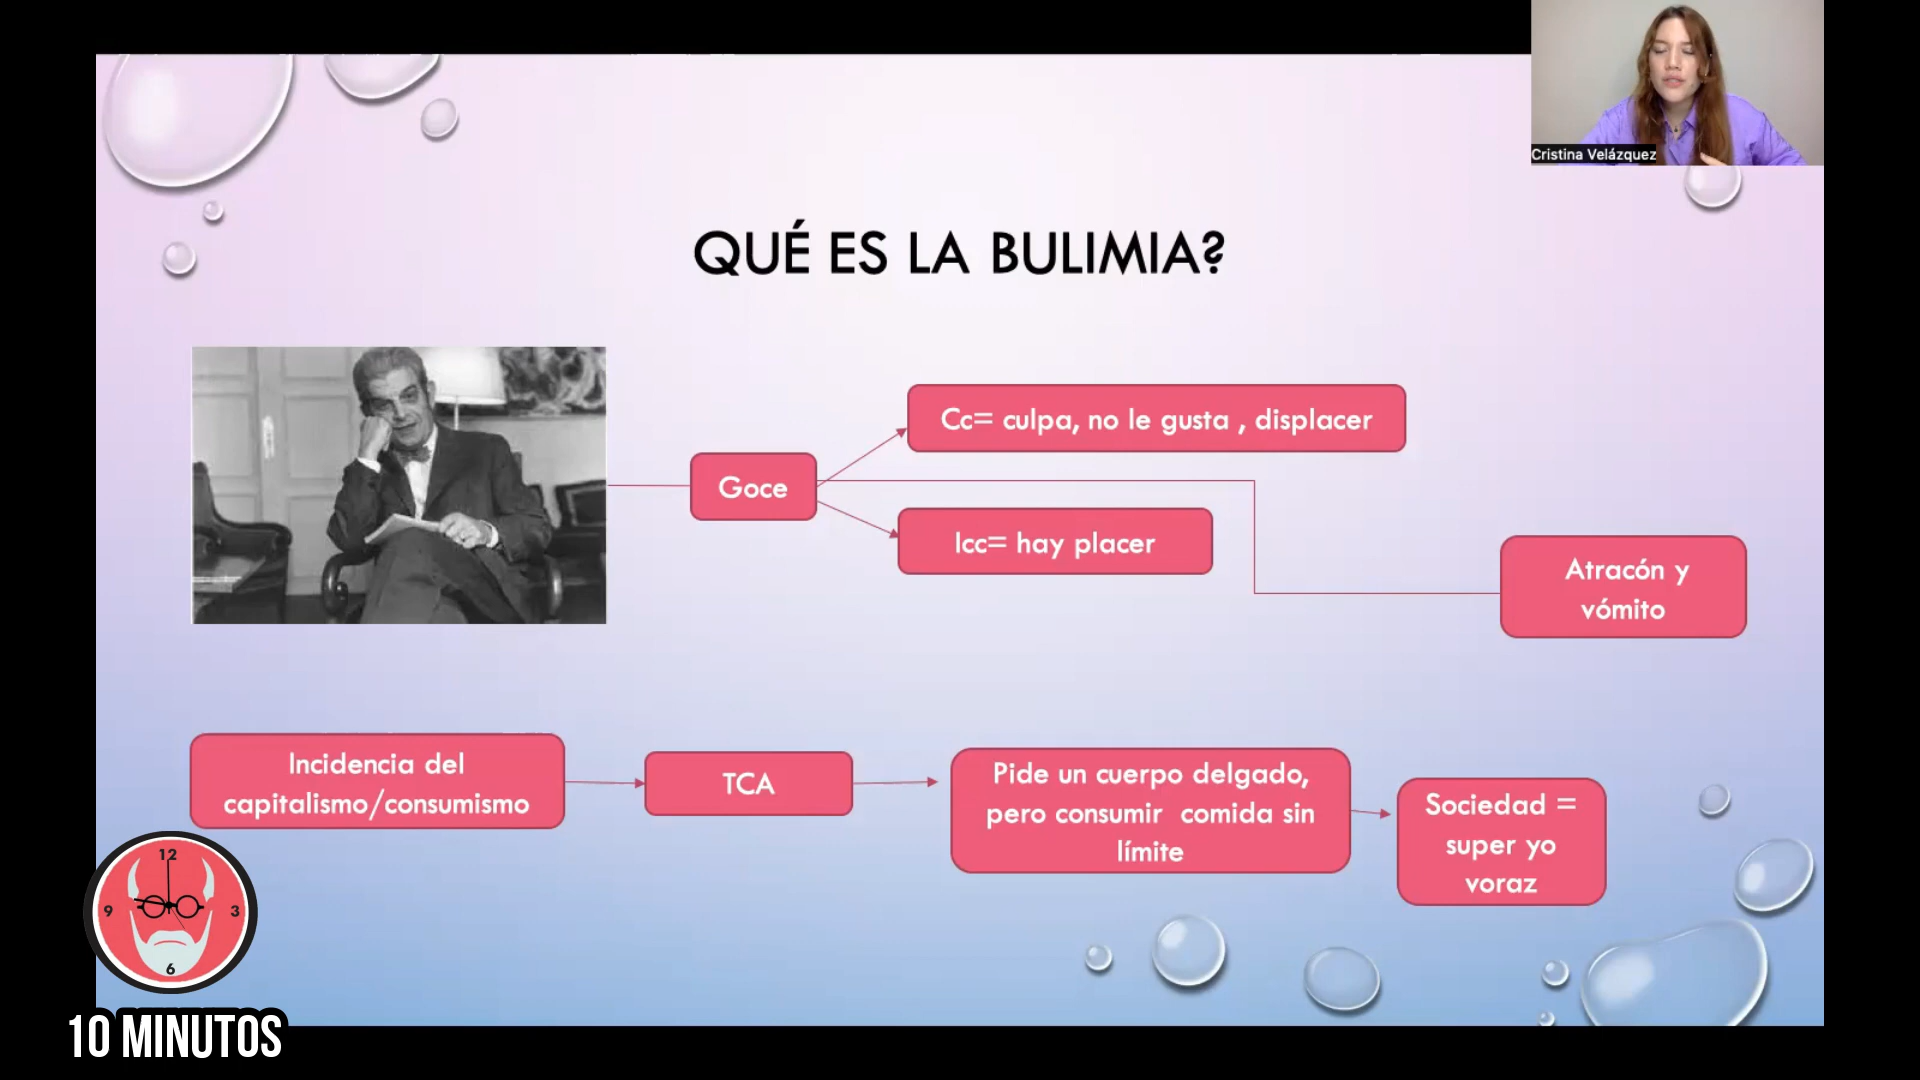 Cristina Velázquez
QUÉ ES LA BULIMIA?
Cc= culpa, no le gusta , displacer
Goce
Icc= hay placer
Atracón y
vómito
Incidencia del
capitalismo/consumismo
TCA
Pide un cuerpo delgado,
pero consumir  comida sin
límite
Sociedad =
super yo
voraz
12
9
3
6
10 MINUTOS